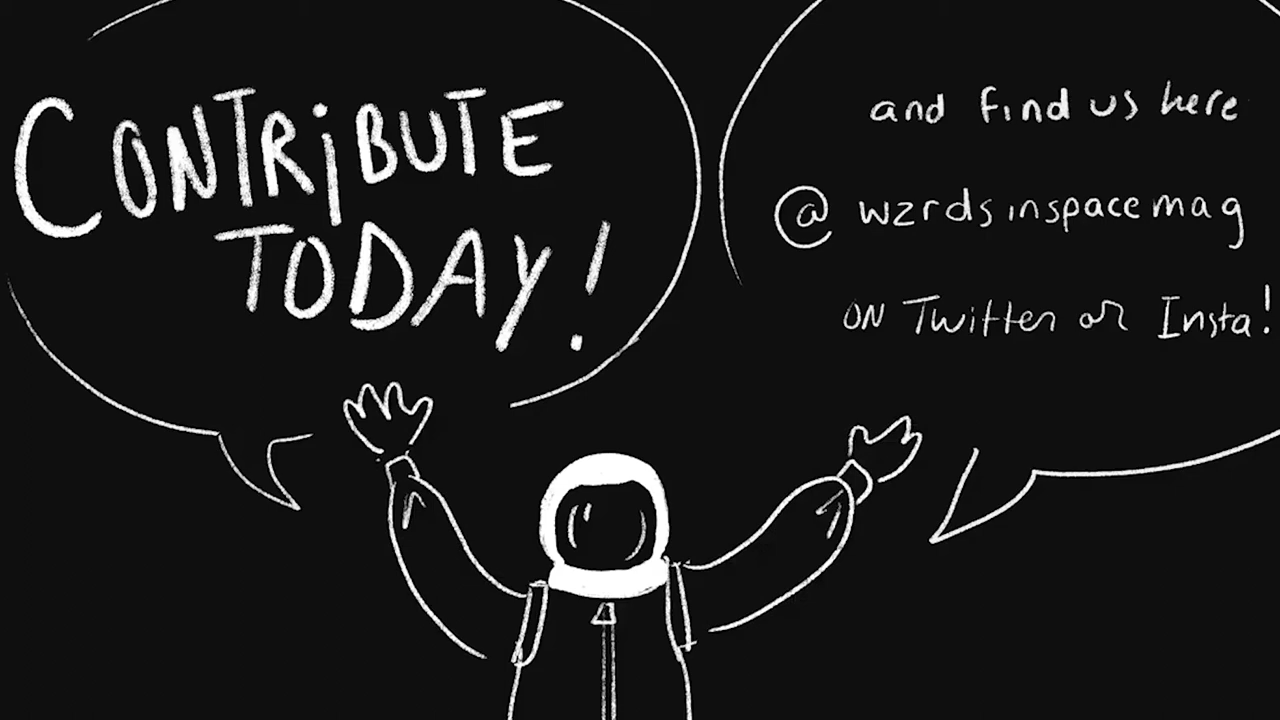 CONTRiBUTE
TODAY!
and find us here
@wzrdsinspacemag
ON Twitter or Insta!